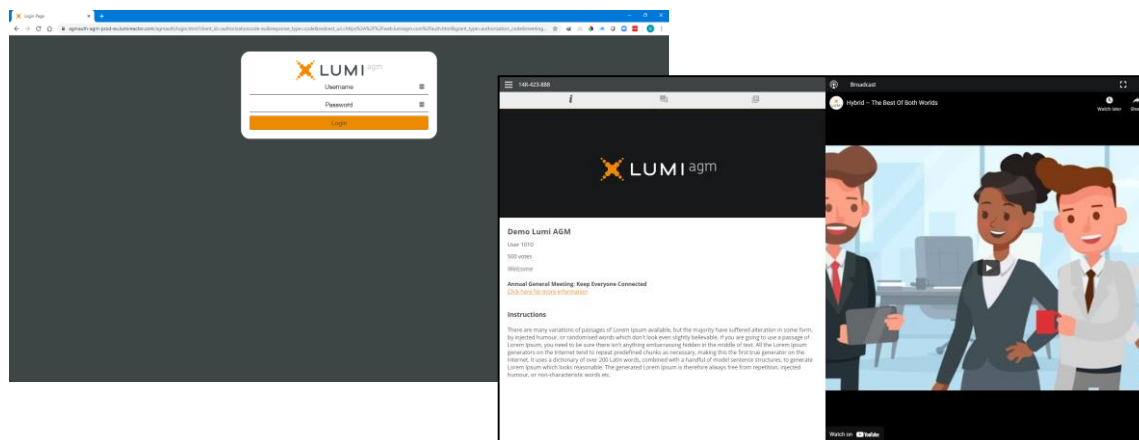 Login Page
LUMI agm
Username
Password
Login
148-423-888
Broadcast
Hybrid – The Best Of Both Worlds
Watch later
LUMI agm
Demo Lumi AGM
User 1010
500 votes
Welcome
Annual General Meeting: Keep Everyone Connected
Click here for more information
Instructions
There are many variations of passages of Lorem Ipsum available, but the majority have suffered alteration in some form,
by injected humour, or randomised words which don't look even slightly believable. If you are going to use a passage of
Lorem Ipsum, you need to be sure there isn't anything embarrassing hidden in the middle of text. All the Lorem Ipsum
generators on the Internet tend to repeat predefined chunks as necessary, making this the first true generator on the
Internet. It uses a dictionary of over 200 Latin words, combined with a handful of model sentence structures, to generate
Lorem Ipsum which looks reasonable. The generated Lorem Ipsum is therefore always free from repetition, injected
humour, or non-characteristic words etc.
Watch on YouTube